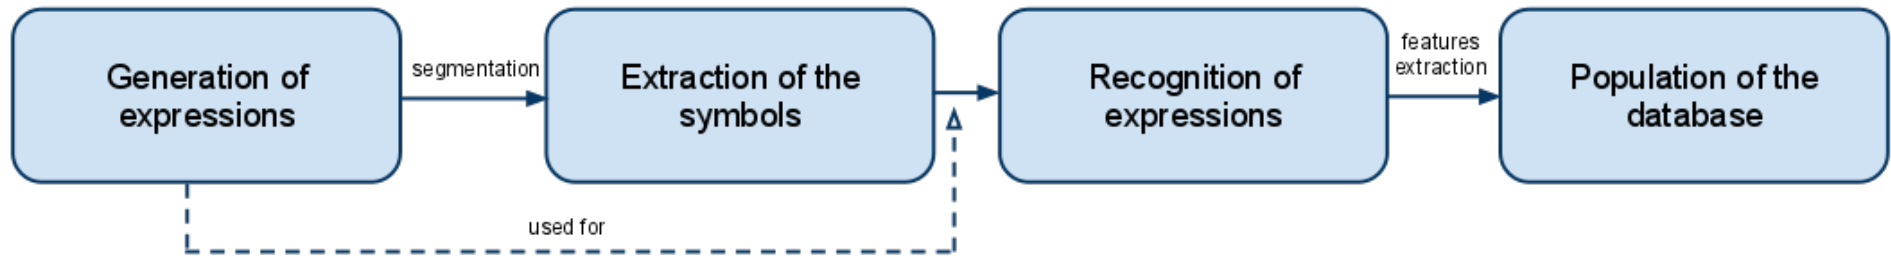 Generation of
expressions
segmentation
Extraction of the
symbols
Recognition of
expressions
features
extraction
Population of the
database
used for